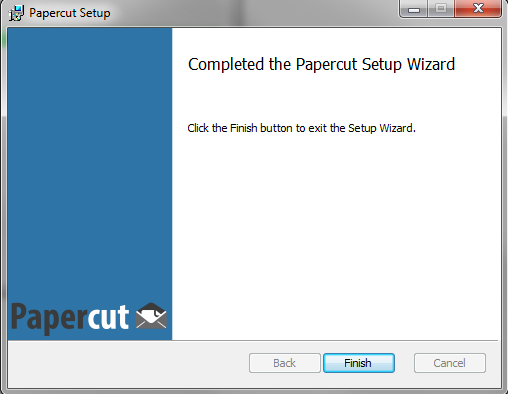 Papercut Setup
Completed the Papercut Setup Wizard
Click the Finish button to exit the Setup Wizard.
Papercut
Back
Finish
Cancel